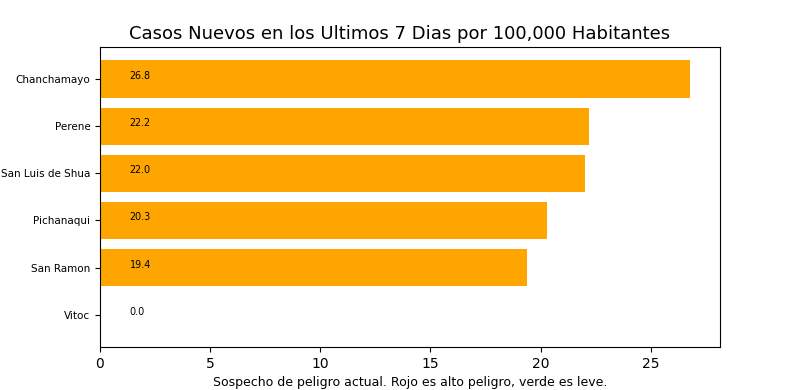 Casos Nuevos en los Ultimos 7 Dias por 100,000 Habitantes
Chanchamayo 26.8
Perene 22.2
San Luis de Shua 22.0
Pichanaqui 20.3
San Ramon 19.4
Vitoc 0.0
0 5 10 15 20 25
Sospecho de peligro actual. Rojo es alto peligro, verde es leve.